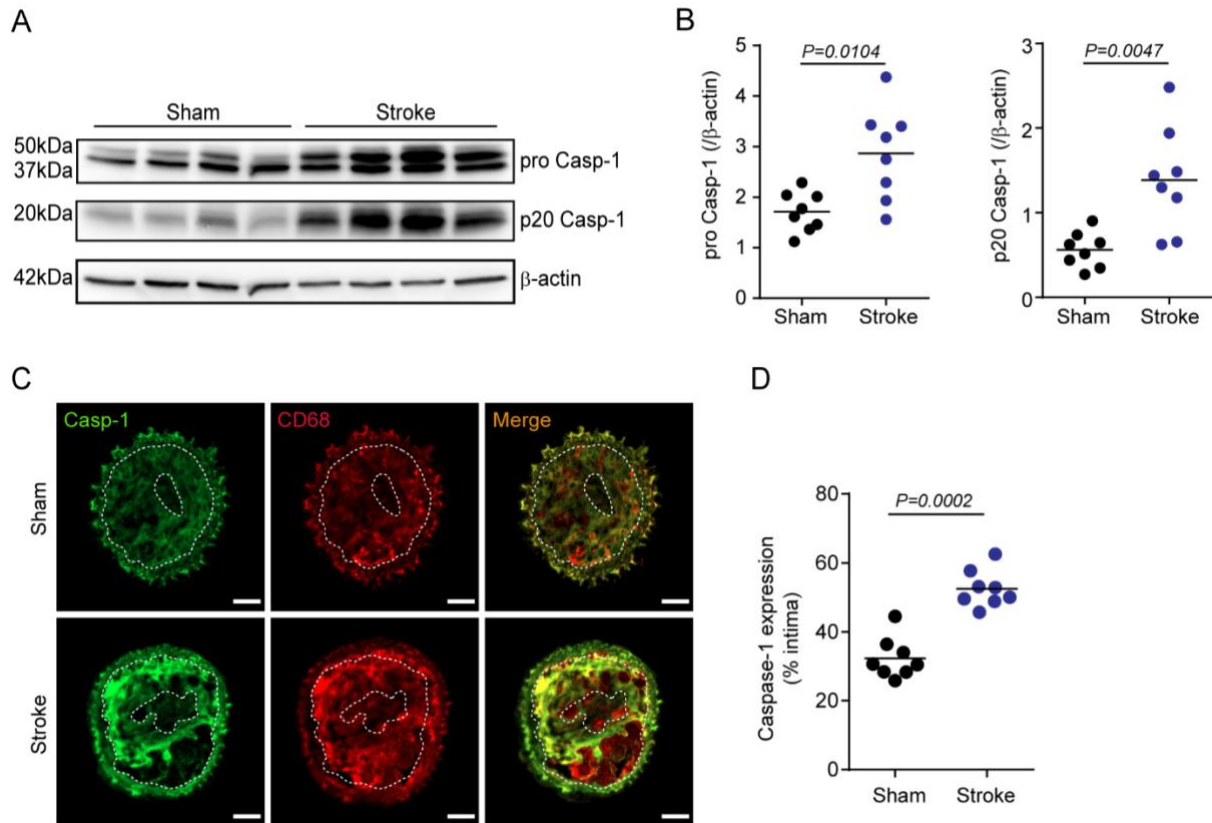 A
Sham Stroke
50kDa
37kDa
pro Casp-1
20kDa
p20 Casp-1
42kDa
β-actin
B
pro Casp-1 (/β-actin)
5
4
3
2
1
0
P=0.0104
Sham Stroke
p20 Casp-1 (/β-actin)
3
2
1
0
P=0.0047
Sham Stroke
C
Casp-1 CD68 Merge
Sham
Stroke
D
Caspase-1 expression
(% intima)
80
60
40
20
0
P=0.0002
Sham Stroke